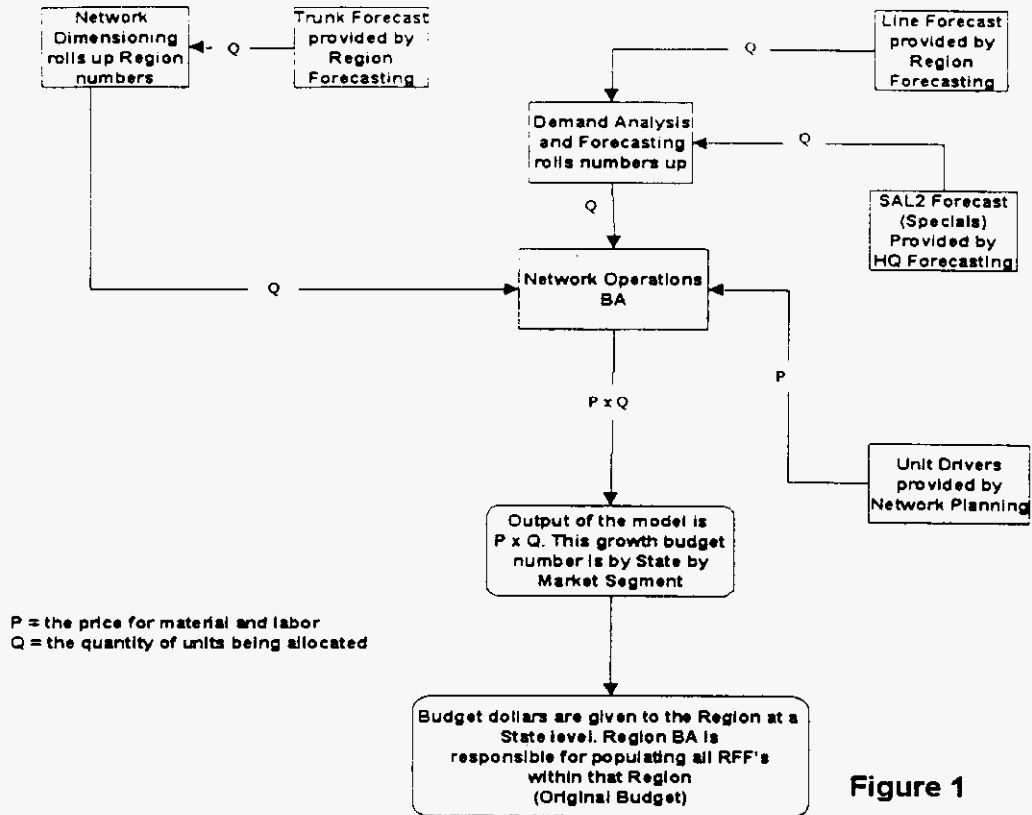 Network
Dimensioning
rolls up Region
numbers
Q
Trunk Forecast
provided by
Region
Forecasting
Line Forecast
provided by
Region
Forecasting
Q
Demand Analysis
and Forecasting
rolls numbers up
Q
SAL2 Forecast
(Specials)
Provided by
HQ Forecasting
Q
Network Operations
BA
Q
P
P x Q
Unit Drivers
provided by
Network Planning
Output of the model is
P x Q. This growth budget
number is by State by
Market Segment
P = the price for material and labor
Q = the quantity of units being allocated
Budget dollars are given to the Region at a
State level. Region BA is
responsible for populating all RFF's
within that Region
(Original Budget)
Figure 1